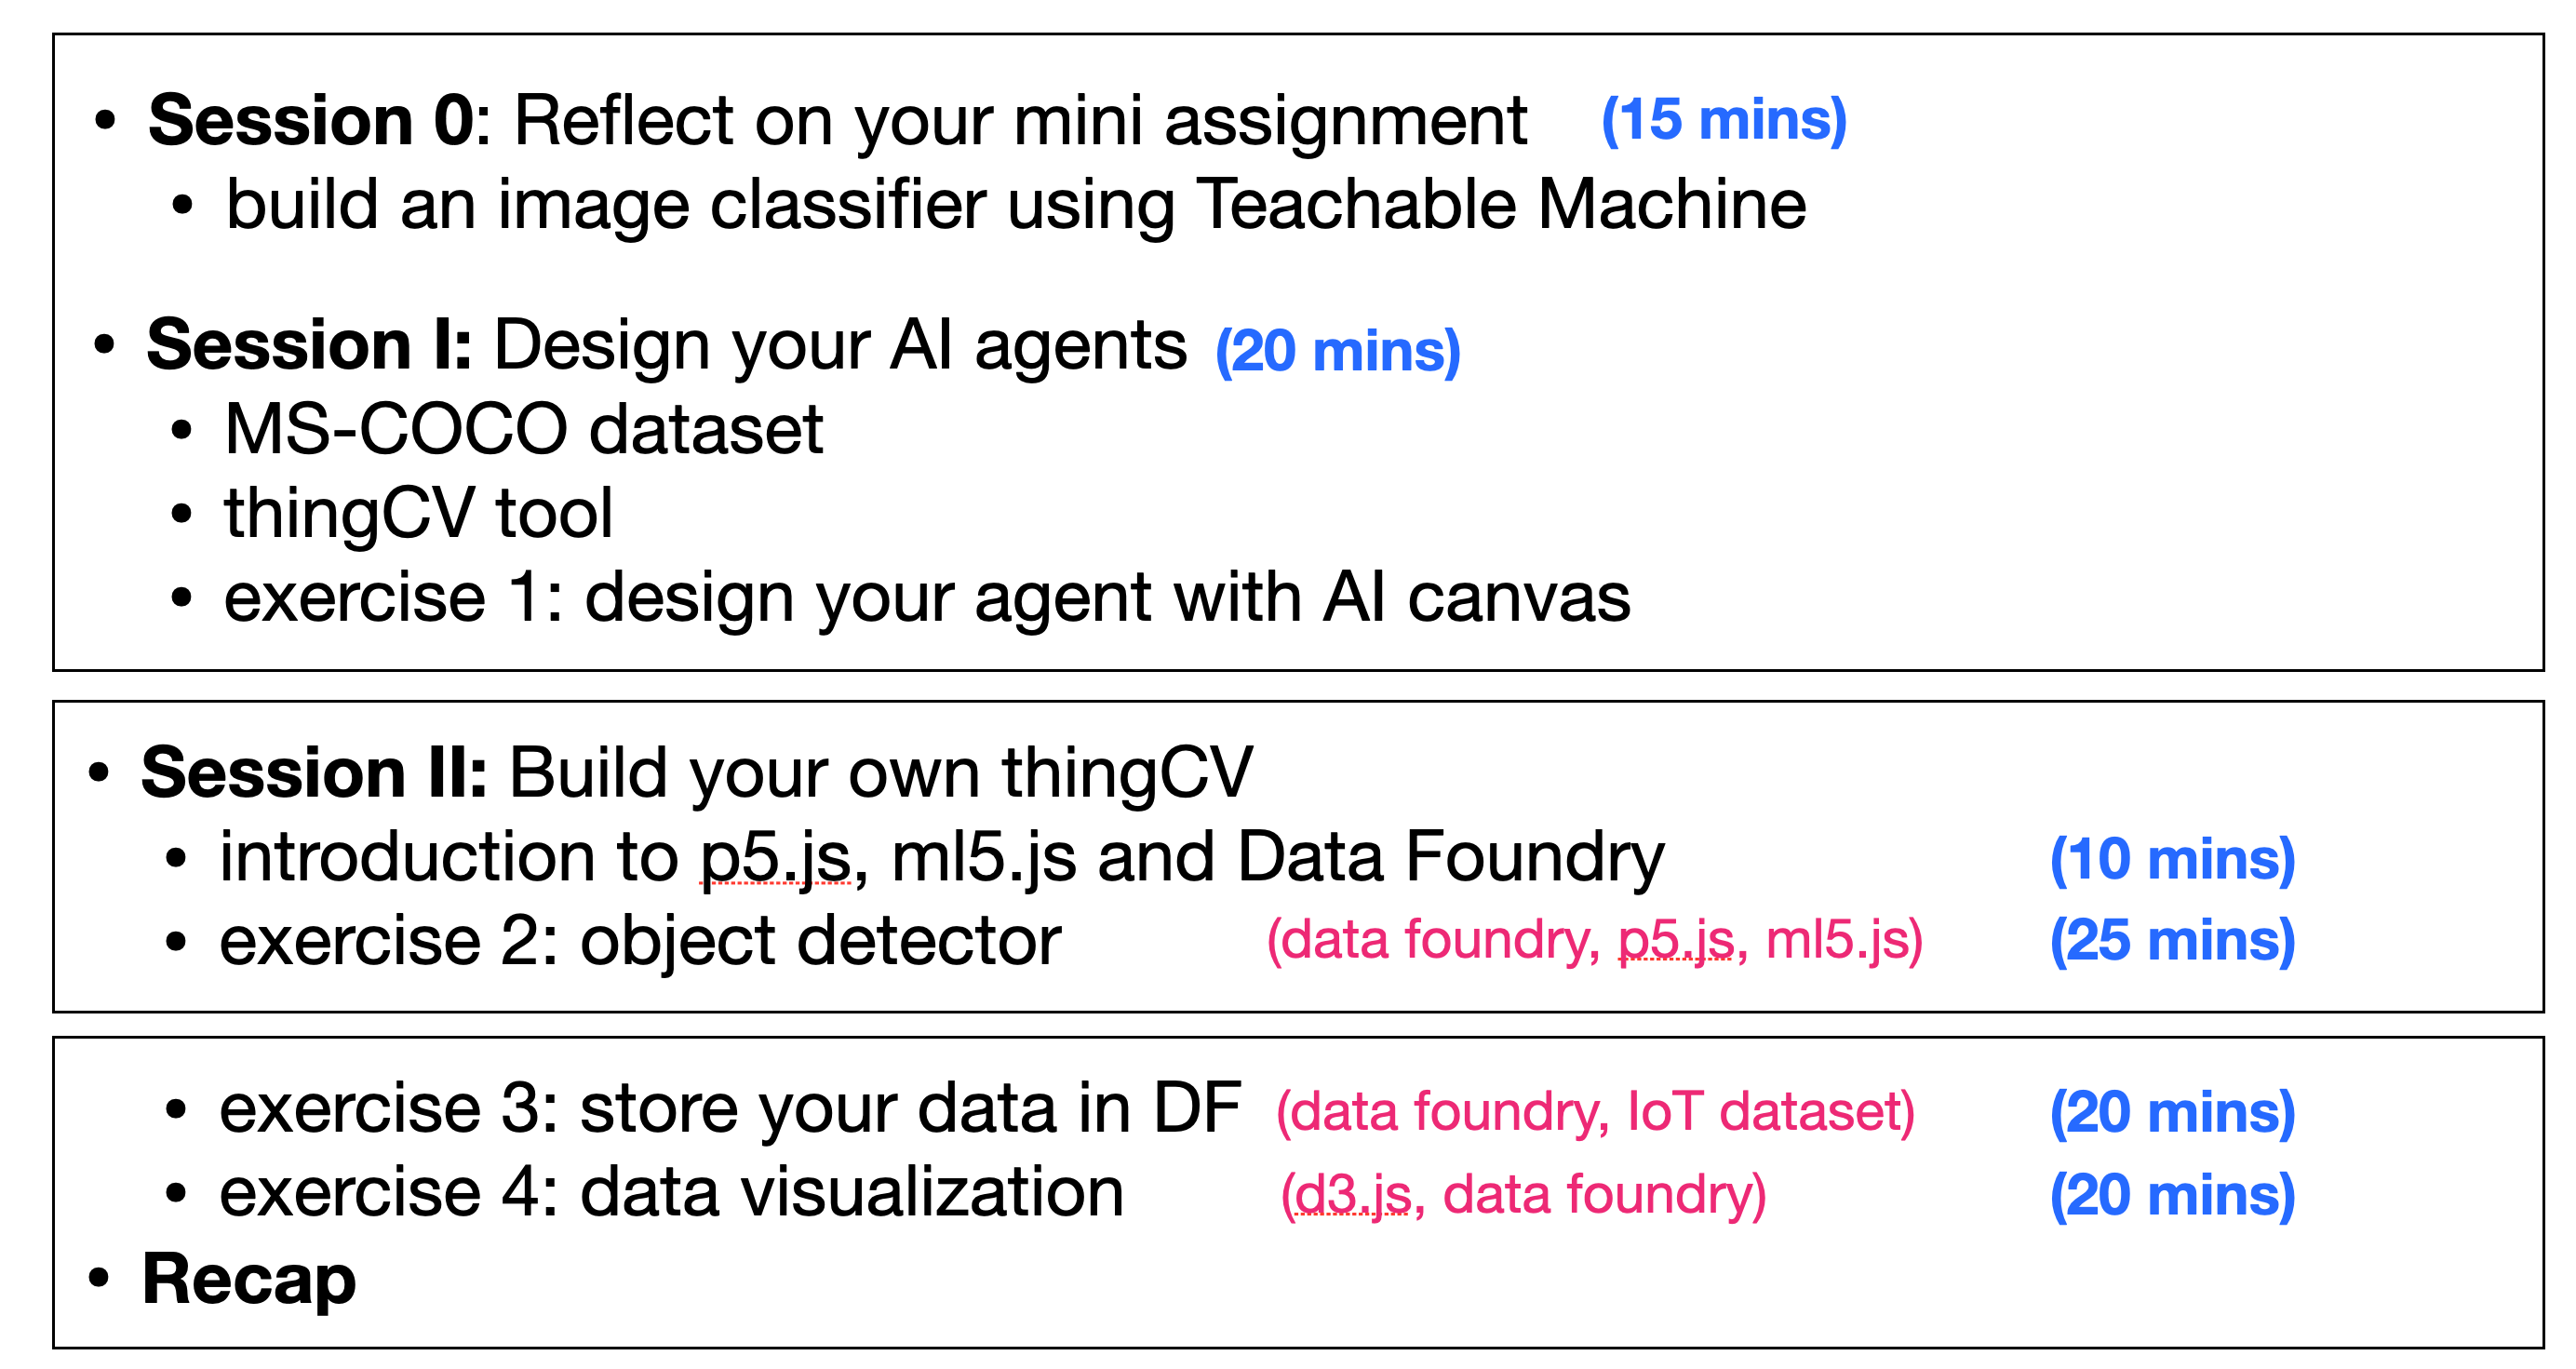 • Session 0: Reflect on your mini assignment (15 mins)
• build an image classifier using Teachable Machine
• Session I: Design your AI agents (20 mins)
• MS-COCO dataset
• thingCV tool
• exercise 1: design your agent with AI canvas
• Session II: Build your own thingCV
• introduction to p5.js, ml5.js and Data Foundry (10 mins)
• exercise 2: object detector (data foundry, p5.js, ml5.js) (25 mins)
• exercise 3: store your data in DF (data foundry, IoT dataset) (20 mins)
• exercise 4: data visualization (d3.js, data foundry) (20 mins)
• Recap